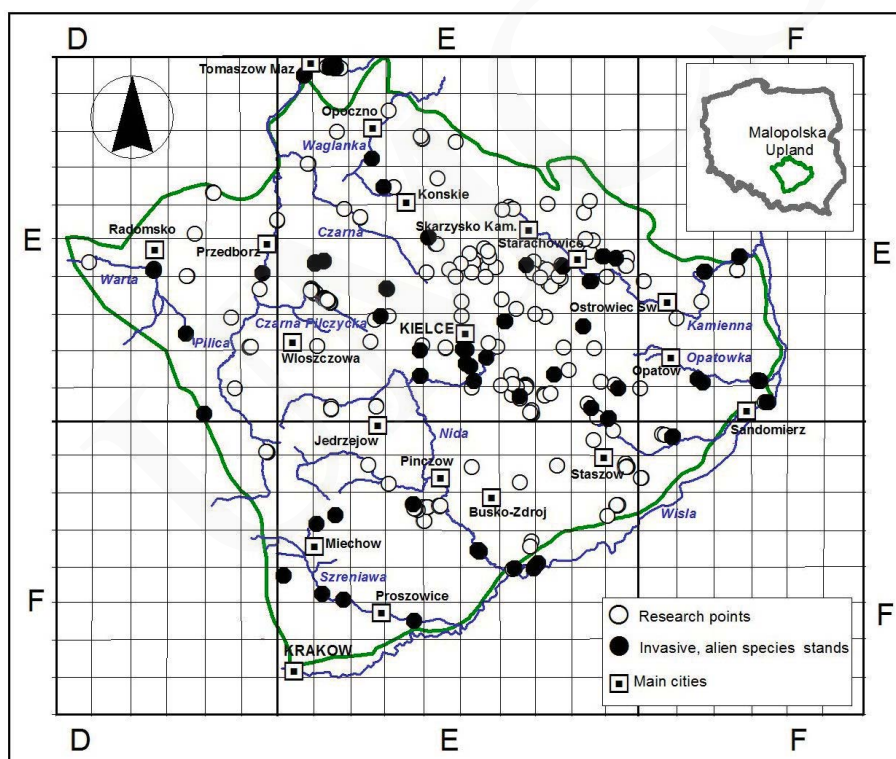 D
E
F
Tomaszow Maz.
Opoczno
Waglanka
Malopolska
Upland
Konskie
E
Radomsko
Przedborz
Czarna
Skarzysko Kam.
Starachowice
E
Warta
Ostrowiec Sw.
Kamienna
Pilica
Czarna Pilczycka
KIELCE
Wloszczowa
Opatow
Opatowka
Jedrzejow
Nida
Sandomierz
Pinczow
Staszow
Busko-Zdroj
Wisla
Miechow
Szreniawa
F
Proszowice
F
Research points
Invasive, alien species stands
Main cities
KRAKOW
D
E
F